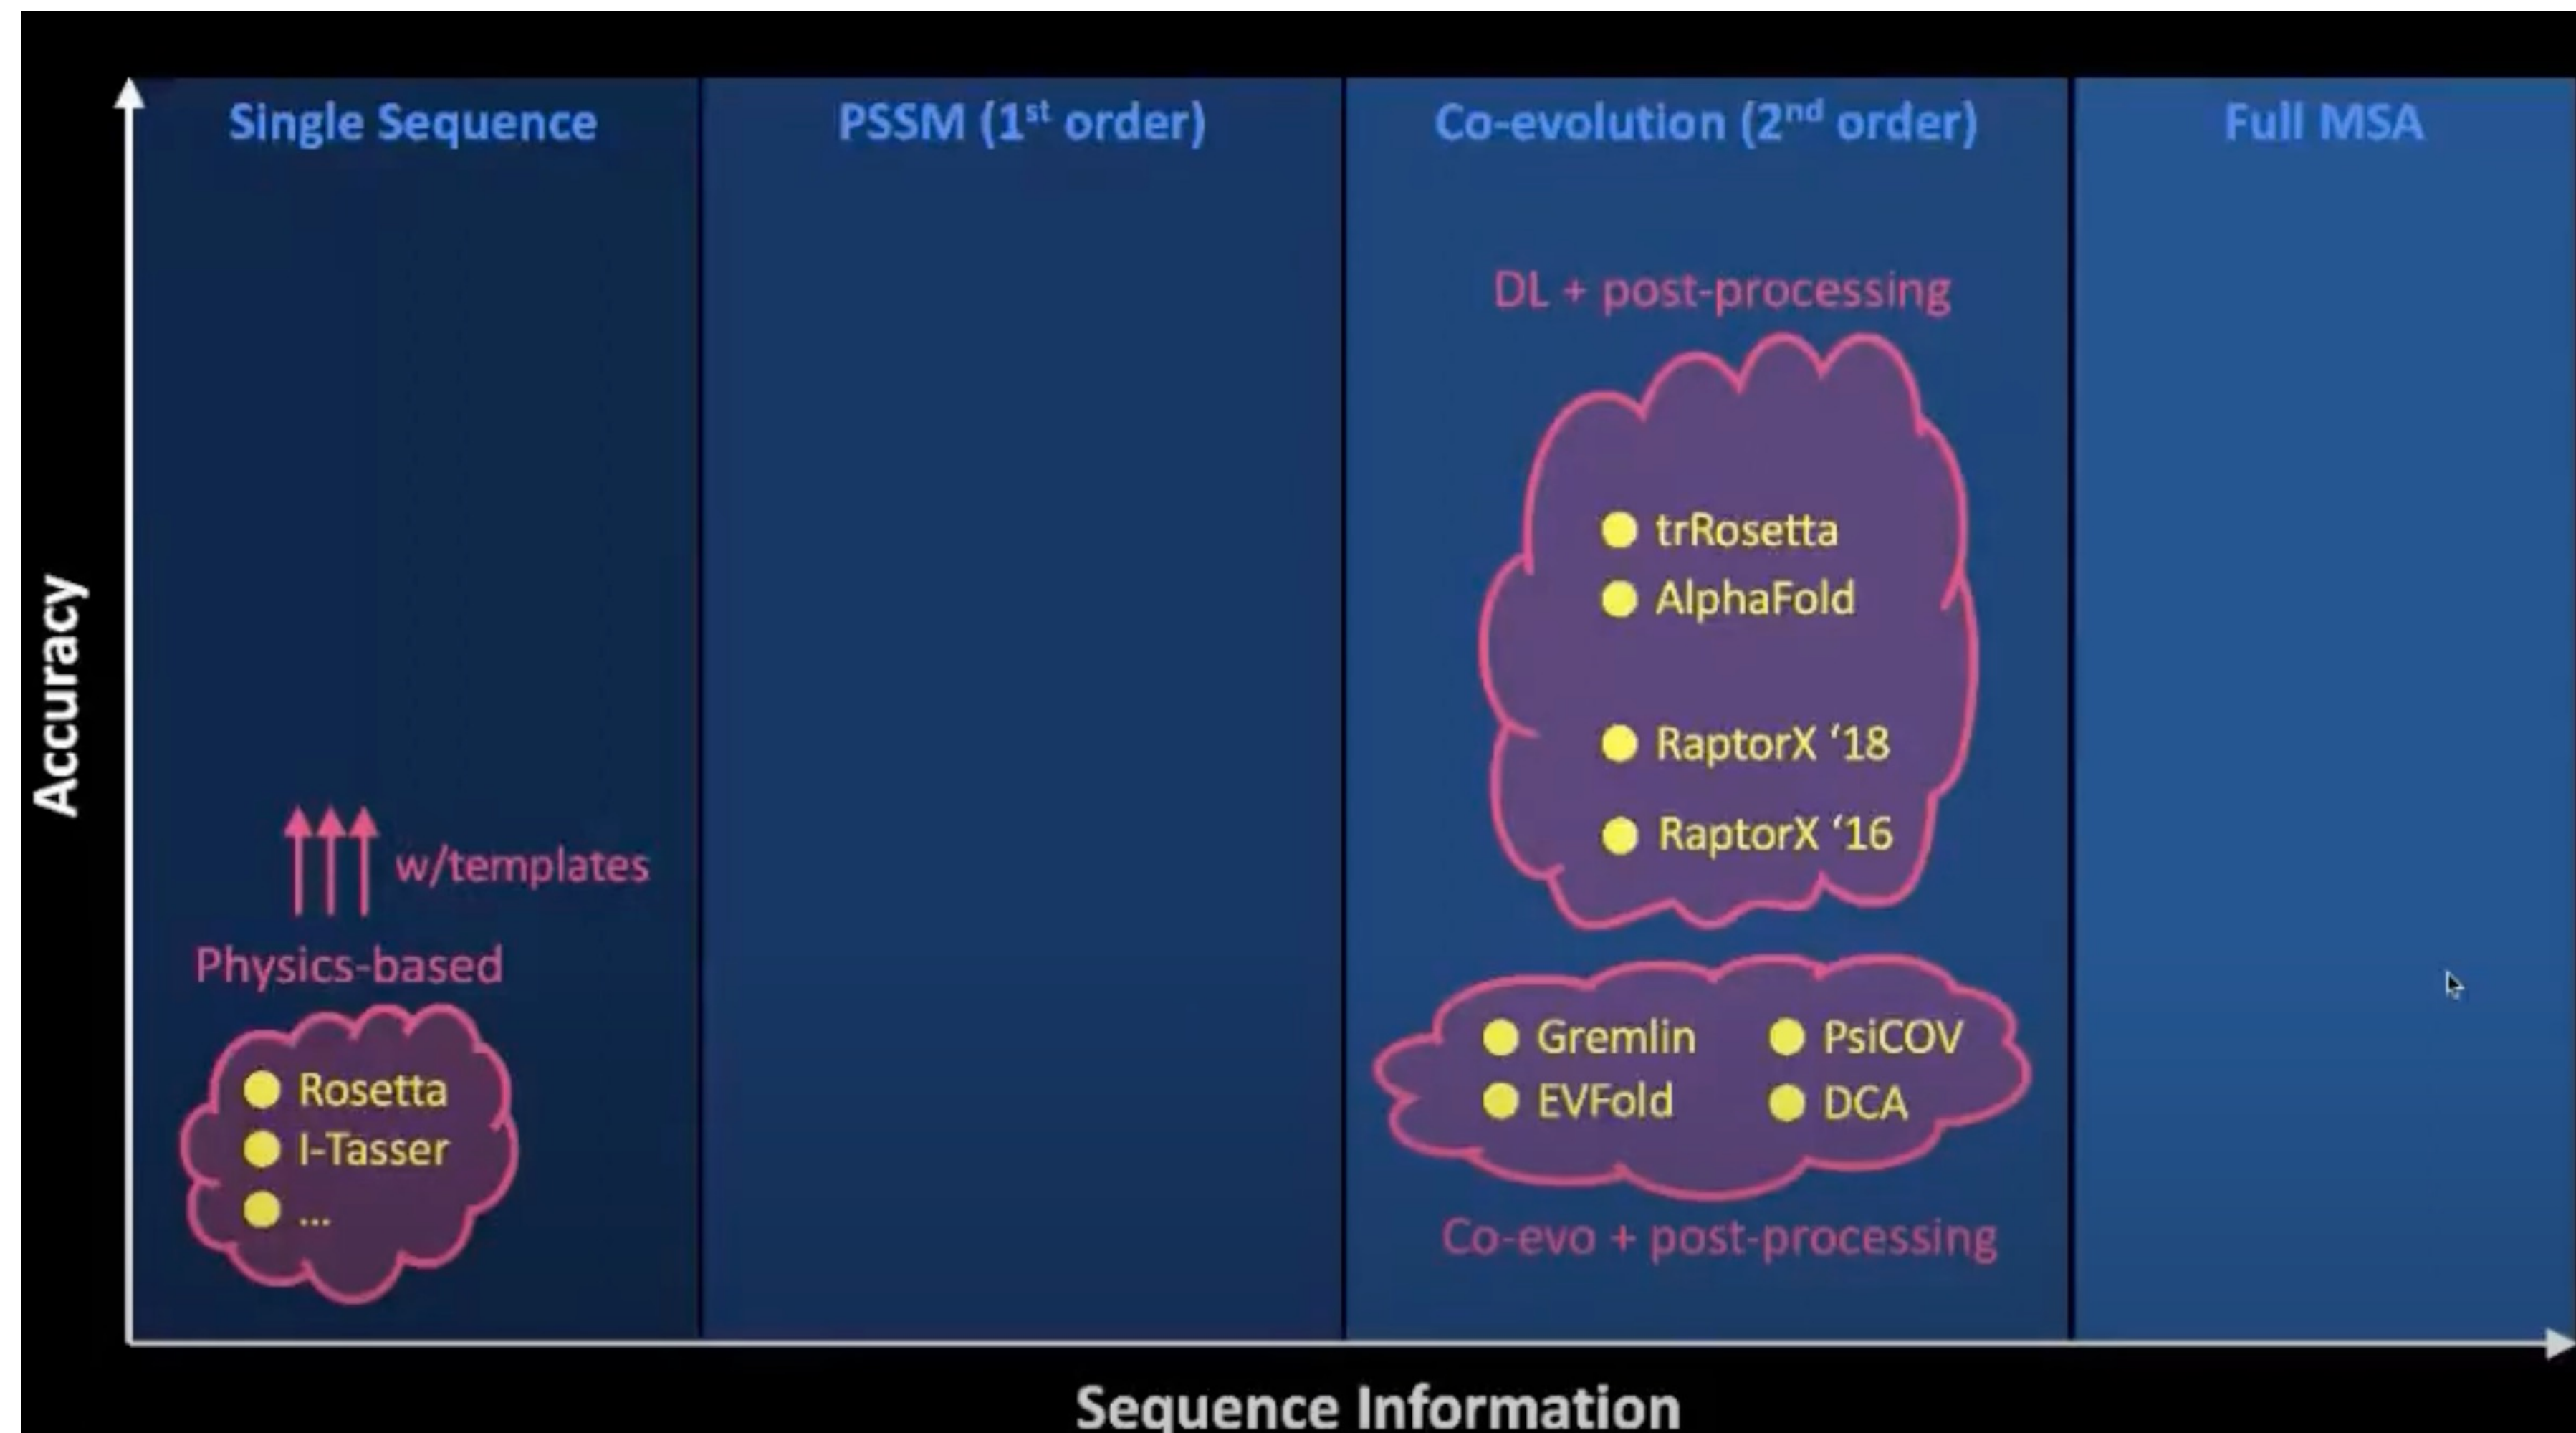 Single Sequence
PSSM (1st order)
Co-evolution (2nd order)
Full MSA
DL + post-processing
trRosetta
AlphaFold
RaptorX ‘18
RaptorX ‘16
Accuracy
w/templates
Physics-based
Rosetta
I-Tasser
...
Gremlin
PsiCOV
EVFold
DCA
Co-evo + post-processing
Sequence Information